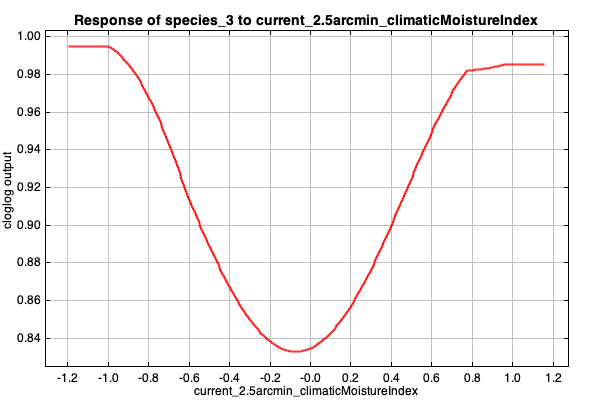 Response of species_3 to current_2.5arcmin_climaticMoistureIndex
1.00
0.98
0.96
0.94
0.92
0.90
0.88
0.86
0.84
cloglog output
-1.2 -1.0 -0.8 -0.6 -0.4 -0.2 -0.0 0.2 0.4 0.6 0.8 1.0 1.2
current_2.5arcmin_climaticMoistureIndex